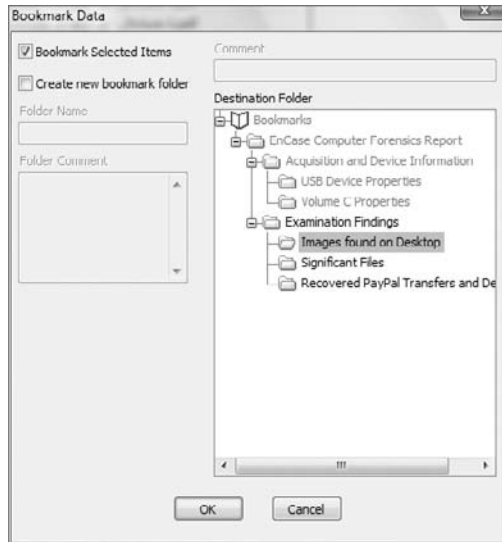 Bookmark Data
Bookmark Selected Items
Create new bookmark folder
Folder Name
Folder Comment
Comment
Destination Folder
Bookmarks
EnCase Computer Forensics Report
Acquisition and Device Information
USB Device Properties
Volume C Properties
Examination Findings
Images found on Desktop
Significant Files
Recovered PayPal Transfers and De
OK
Cancel